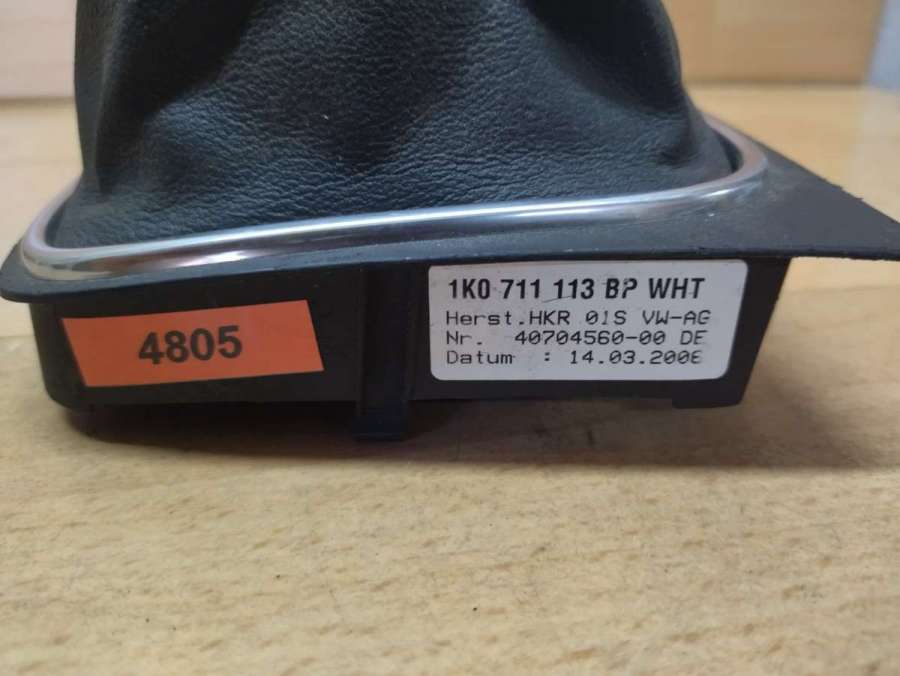 4805
1K0 711 113 BP WHT
Herst.HKR 01S VW-AG
Nr. 40704560-00 DE
Datum : 14.03.2006